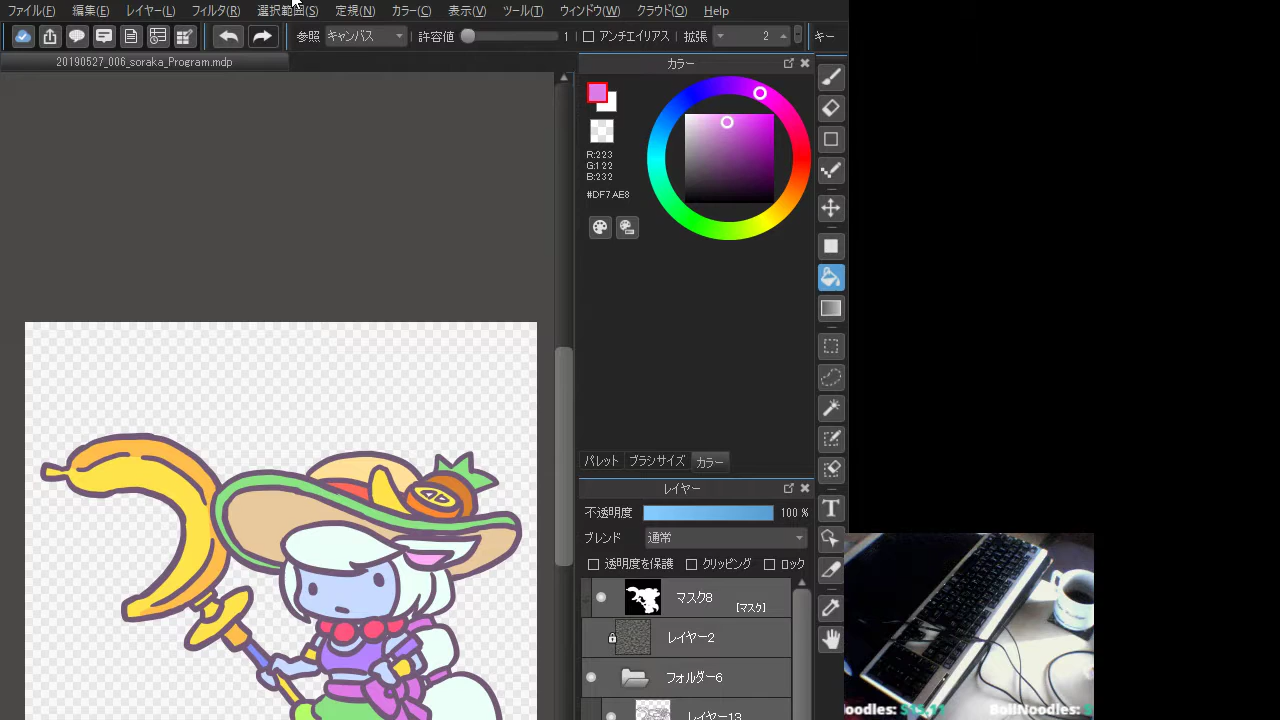 ファイル(F) 編集(E) レイヤー(L) フィルタ(R) 選択範囲(S) 定規(N) カラー(C) 表示(V) ツール(T) ウィンドウ(W) クラウド(O) Help
参照 キャンバス 許容値 1 アンチエイリアス 拡張 2 キー
20190527_006_soraka_Program.mdp
カラー
R:223
G:122
B:232
#DF7AE8
パレット ブラシサイズ カラー
レイヤー
不透明度 100 %
ブレンド 通常
透明度を保護 クリッピング ロック
マスク8 [マスク]
レイヤー2
フォルダー6
レイヤー13
T
oodles: $15.11 BoilNoodles: $